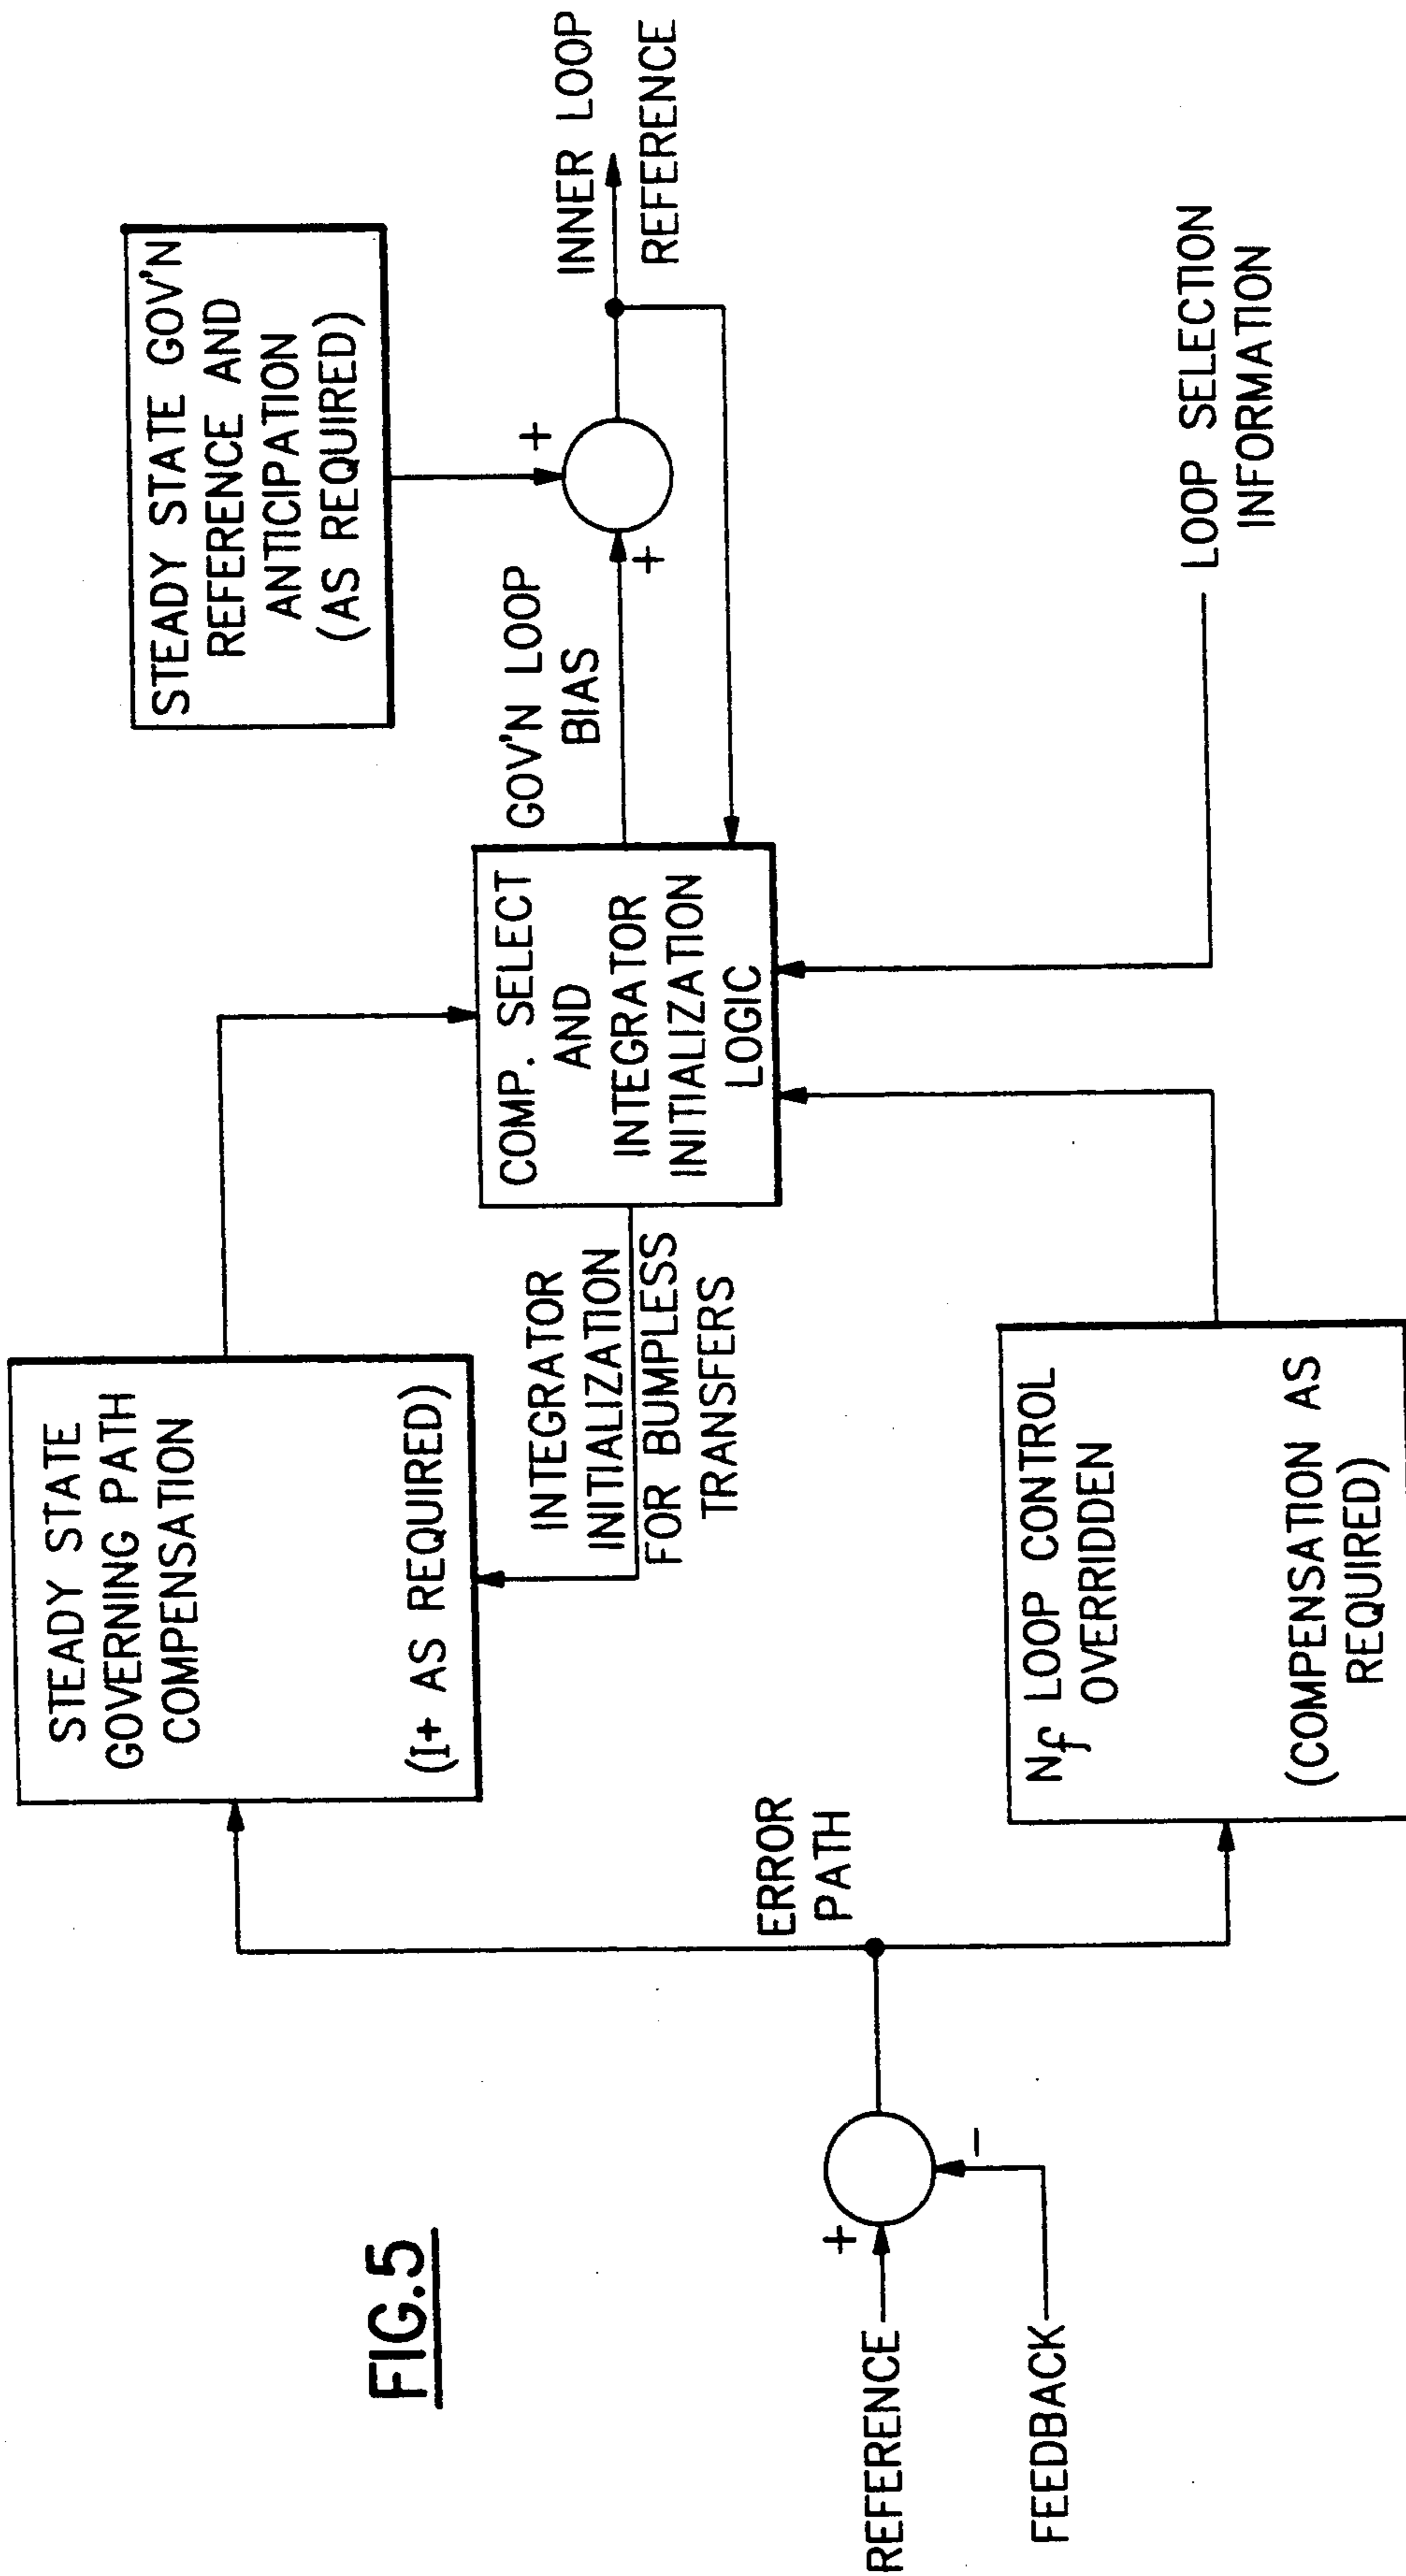 FIG.5
REFERENCE
FEEDBACK
+
-
ERROR
PATH
STEADY STATE
GOVERNING PATH
COMPENSATION
(I+ AS REQUIRED)
Nf LOOP CONTROL
OVERRIDDEN
(COMPENSATION AS
REQUIRED)
INTEGRATOR
INITIALIZATION
FOR BUMPLESS
TRANSFERS
COMP. SELECT
AND
INTEGRATOR
INITIALIZATION
LOGIC
GOV'N LOOP
BIAS
+
+
STEADY STATE GOV'N
REFERENCE AND
ANTICIPATION
(AS REQUIRED)
INNER LOOP
REFERENCE
LOOP SELECTION
INFORMATION